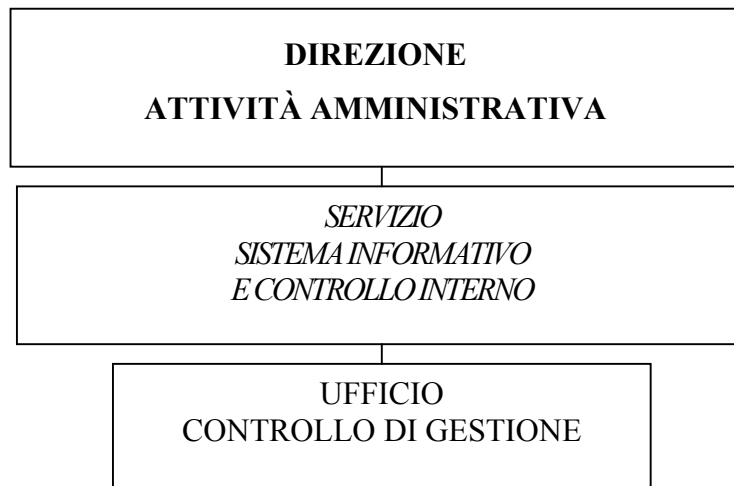 DIREZIONE
ATTIVITÀ AMMINISTRATIVA
SERVIZIO
SISTEMA INFORMATIVO
E CONTROLLO INTERNO
UFFICIO
CONTROLLO DI GESTIONE